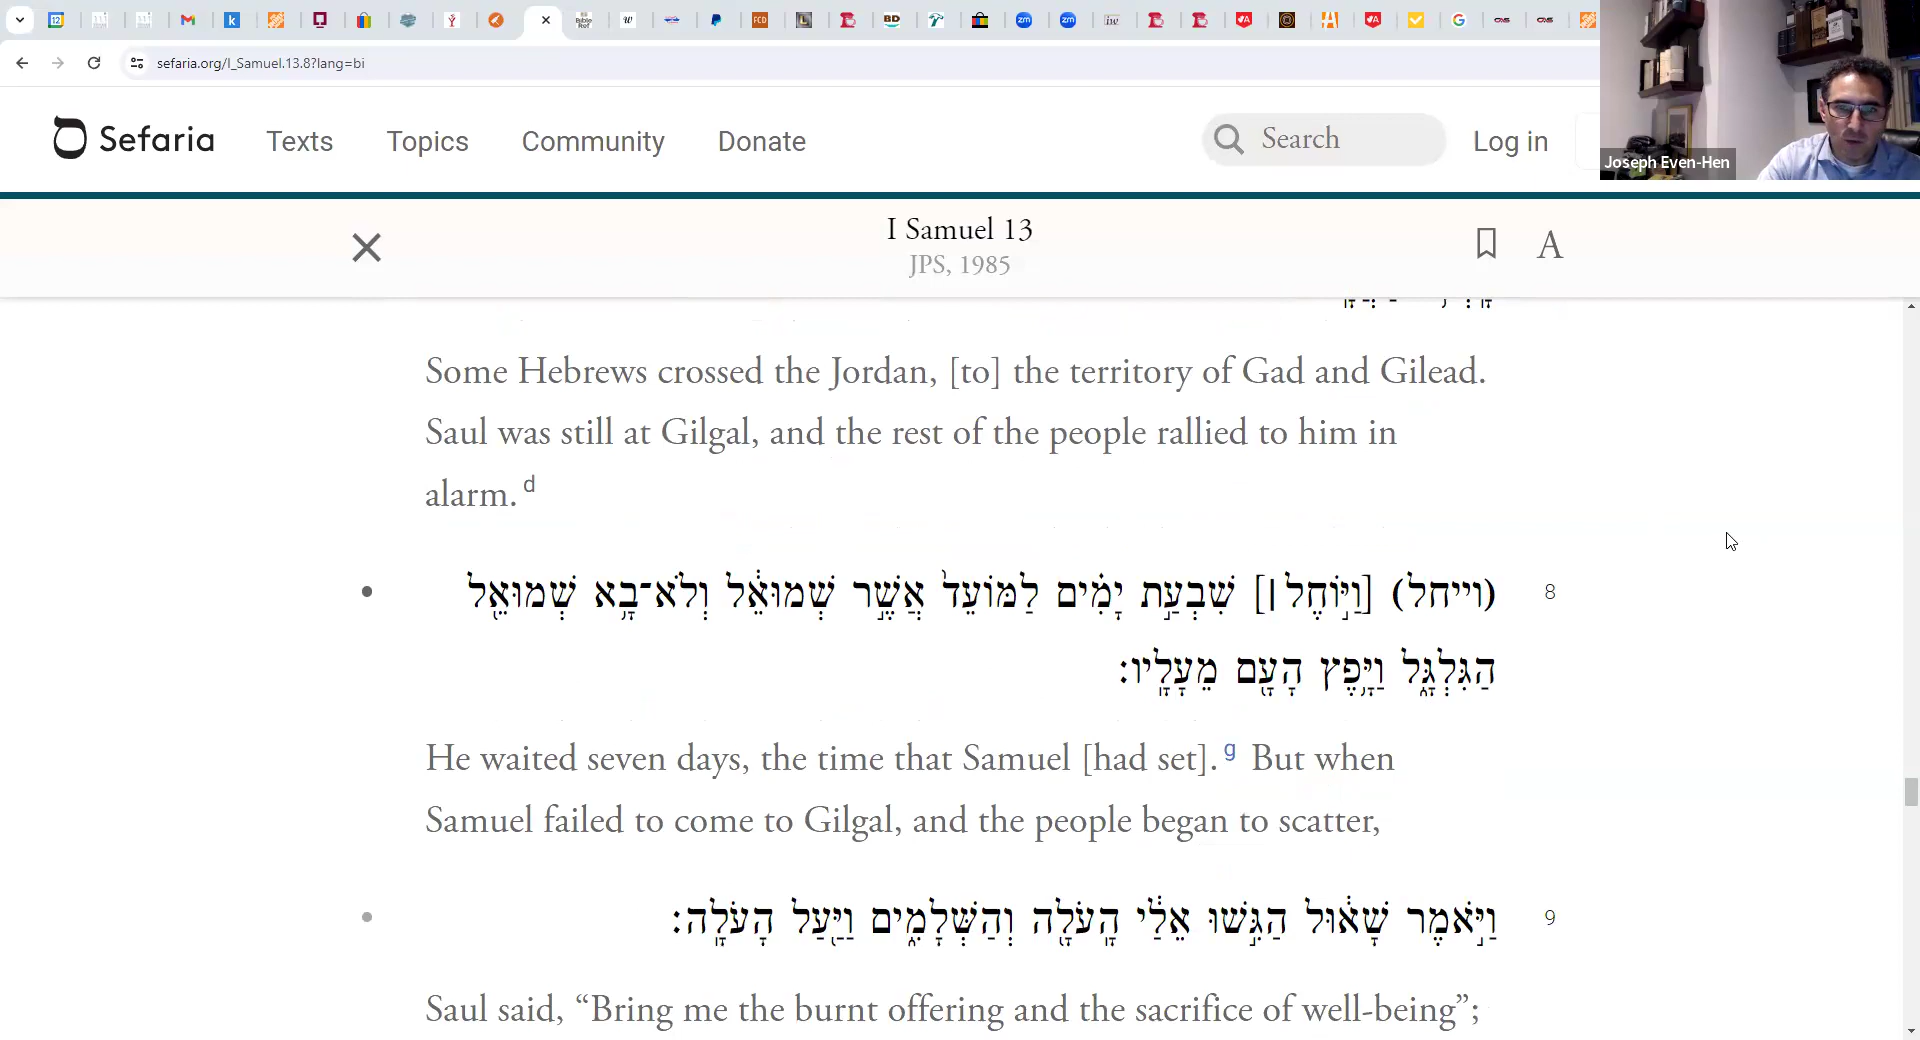 sefaria.org/I_Samuel.13.8?lang=bi
Sefaria Texts Topics Community Donate Search Log in
Joseph Even-Hen
I Samuel 13
JPS, 1985
A
Some Hebrews crossed the Jordan, [to] the territory of Gad and Gilead.
Saul was still at Gilgal, and the rest of the people rallied to him in
alarm. d
8 (וייחל) [וַיּ֣וֹחֶל ׀] שִׁבְעַ֣ת יָמִ֗ים לַמּוֹעֵד֙ אֲשֶׁ֣ר שְׁמוּאֵ֔ל וְלֹא־בָ֥א שְׁמוּאֵ֖ל
הַגִּלְגָּ֑ל וַיָּ֥פֶץ הָעָ֖ם מֵעָלָֽיו׃
He waited seven days, the time that Samuel [had set]. g But when
Samuel failed to come to Gilgal, and the people began to scatter,
9 וַיֹּ֣אמֶר שָׁא֔וּל הַגִּ֣שׁוּ אֵלַ֔י הָעֹלָ֖ה וְהַשְּׁלָמִ֑ים וַיַּ֖עַל הָעֹלָֽה׃
Saul said, “Bring me the burnt offering and the sacrifice of well-being”;